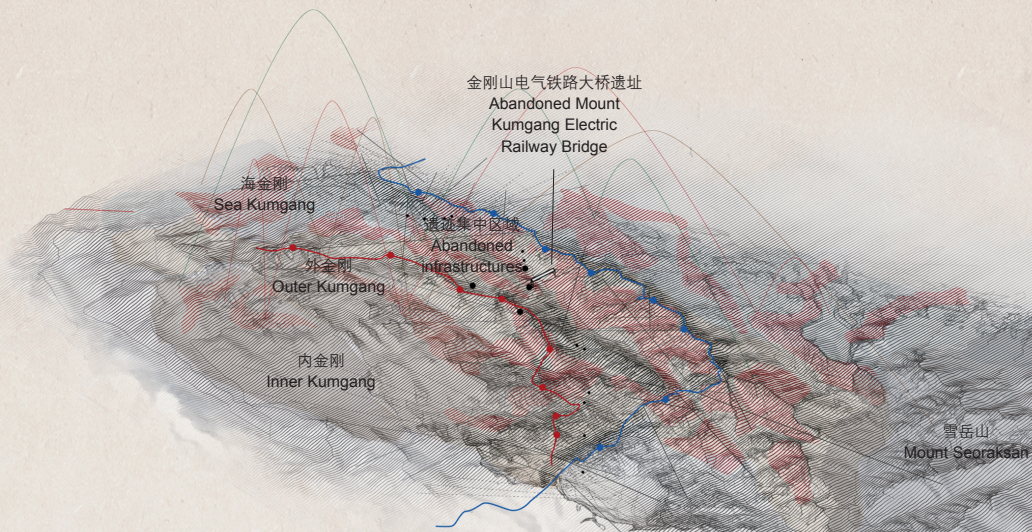 金刚山电气铁路大桥遗址
Abandoned Mount
Kumgang Electric
Railway Bridge
海金刚
Sea Kumgang
遗迹集中区域
Abandoned
infrastructures
外金刚
Outer Kumgang
内金刚
Inner Kumgang
雪岳山
Mount Seoraksan